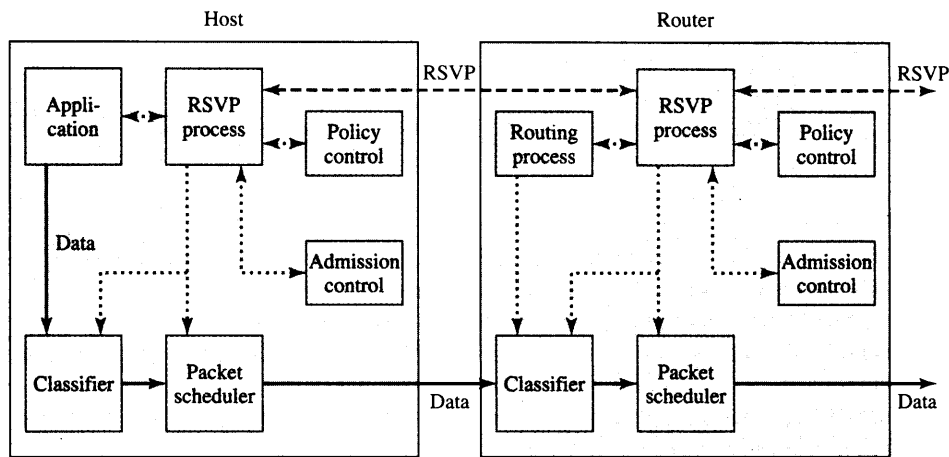 Host
Router
RSVP
RSVP
Appli-
cation
RSVP
process
Policy
control
Routing
process
RSVP
process
Policy
control
Data
Admission
control
Admission
control
Classifier
Packet
scheduler
Data
Classifier
Packet
scheduler
Data